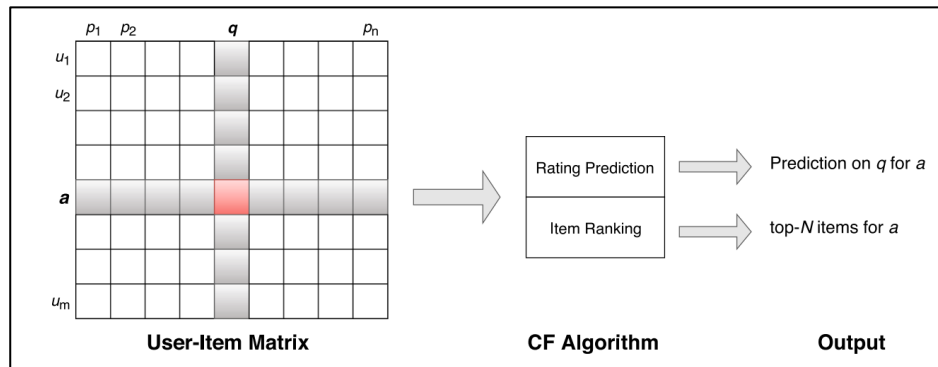 p1 p2 q pn
u1
u2
a
um
Rating Prediction
Prediction on q for a
Item Ranking
top-N items for a
User-Item Matrix
CF Algorithm
Output